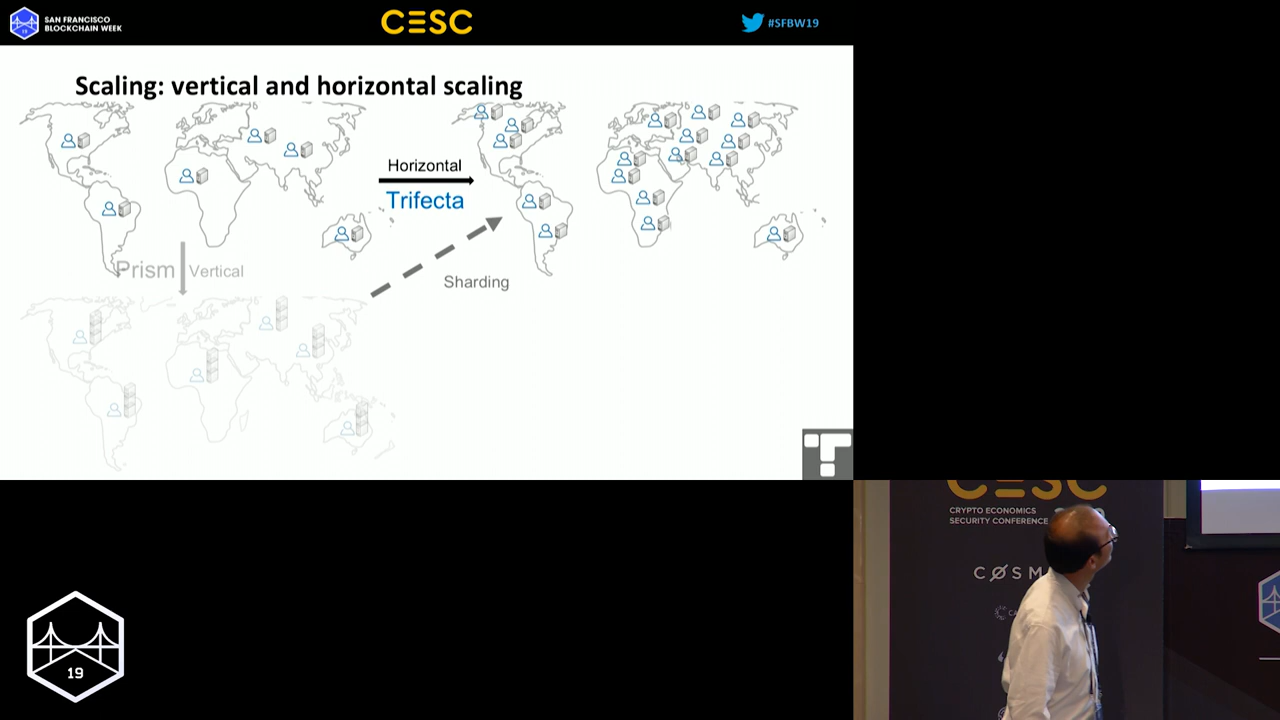 SAN FRANCISCO
BLOCKCHAIN WEEK
19
CESC
#SFBW19
Scaling: vertical and horizontal scaling
Horizontal
Trifecta
Prism
Vertical
Sharding
CESC
CRYPTO ECONOMICS
SECURITY CONFERENCE
19